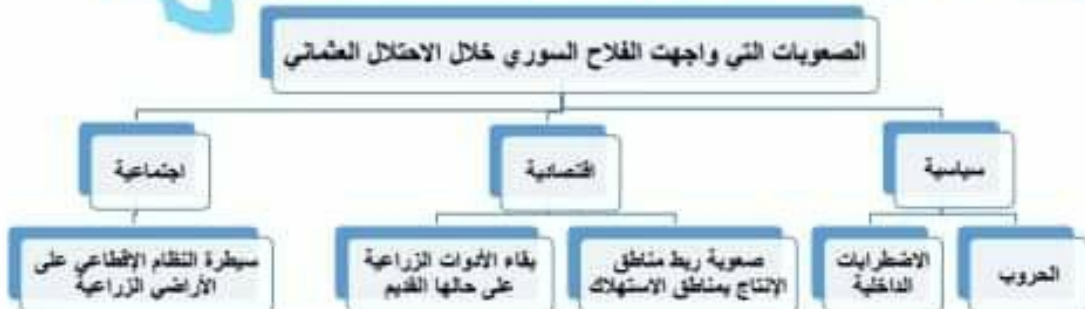 الصعوبات التي واجهت الفلاح السوري خلال الاحتلال العثماني
سياسية
اقتصادية
اجتماعية
الحروب
الاضطرابات
الداخلية
صعوبة ربط مناطق
الإنتاج بمناطق الاستهلاك
بقاء الأدوات الزراعية
على حالها القديم
سيطرة النظام الإقطاعي على
الأراضي الزراعية